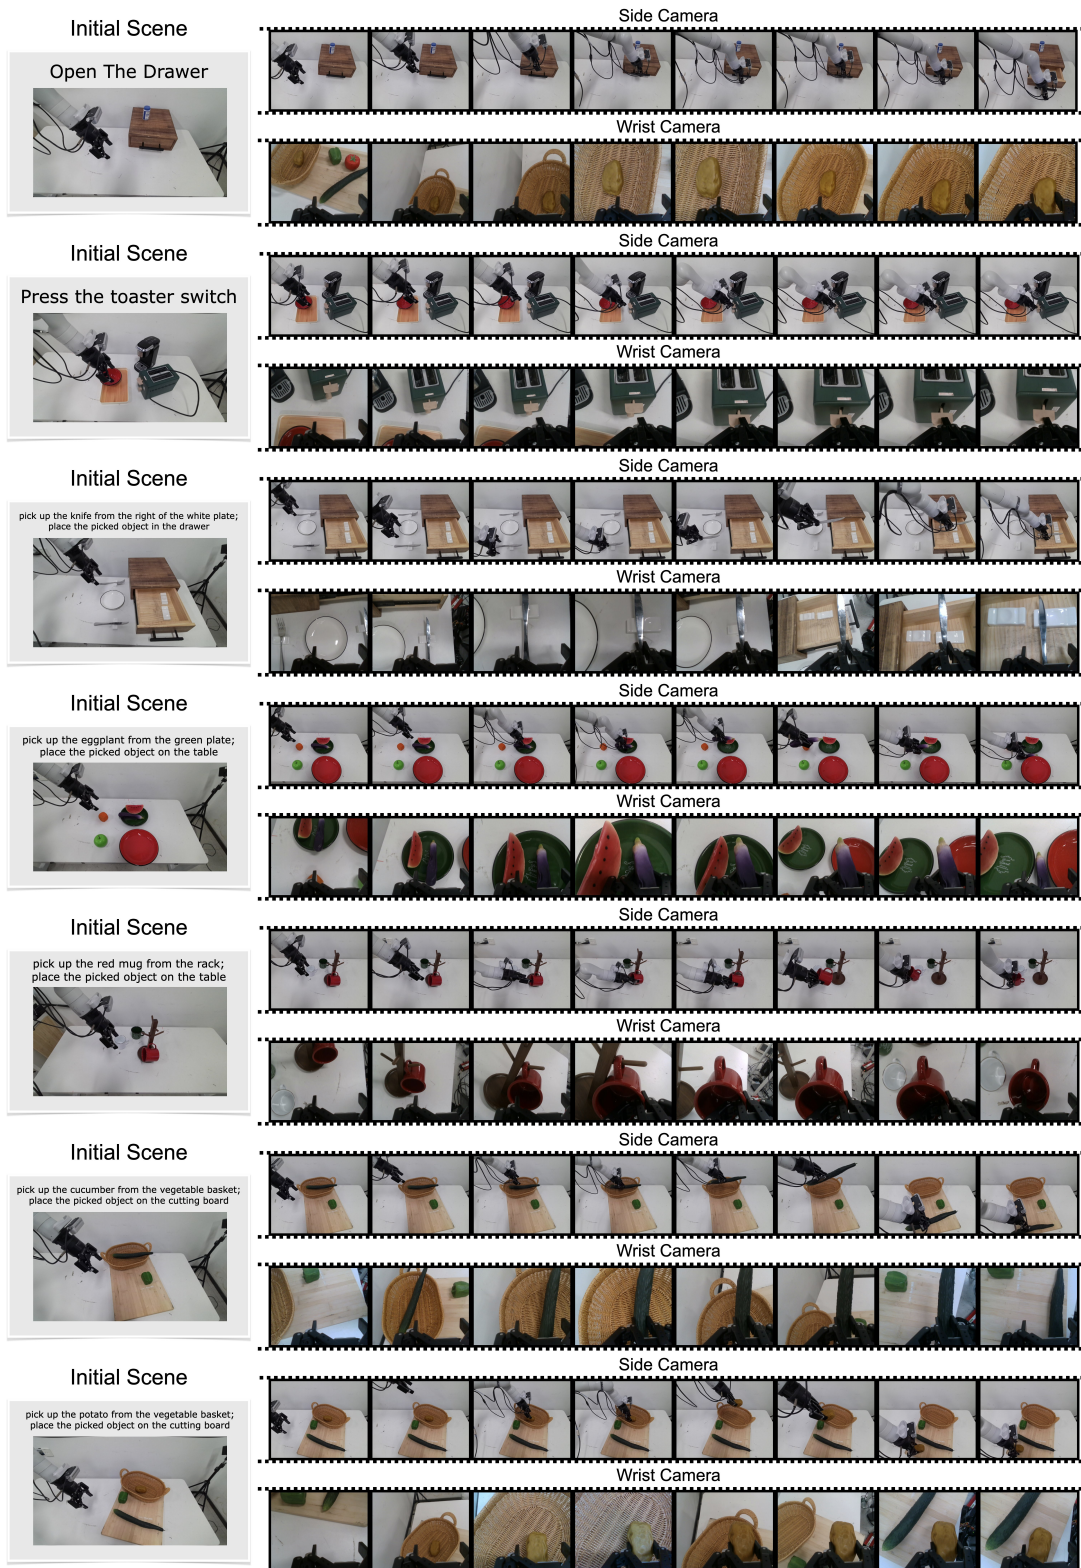 Initial Scene
Open The Drawer
Side Camera
Wrist Camera
Initial Scene
Press the toaster switch
Side Camera
Wrist Camera
Initial Scene
pick up the knife from the right of the white plate;
place the picked object in the drawer
Side Camera
Wrist Camera
Initial Scene
pick up the eggplant from the green plate;
place the picked object on the table
Side Camera
Wrist Camera
Initial Scene
pick up the red mug from the rack;
place the picked object on the table
Side Camera
Wrist Camera
Initial Scene
pick up the cucumber from the vegetable basket;
place the picked object on the cutting board
Side Camera
Wrist Camera
Initial Scene
pick up the potato from the vegetable basket;
place the picked object on the cutting board
Side Camera
Wrist Camera